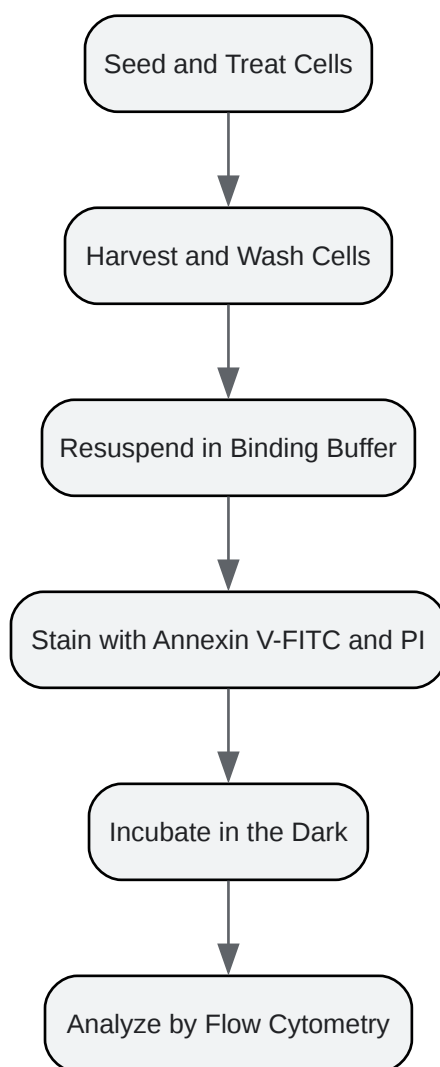 Seed and Treat Cells
Harvest and Wash Cells
Resuspend in Binding Buffer
Stain with Annexin V-FITC and PI
Incubate in the Dark
Analyze by Flow Cytometry